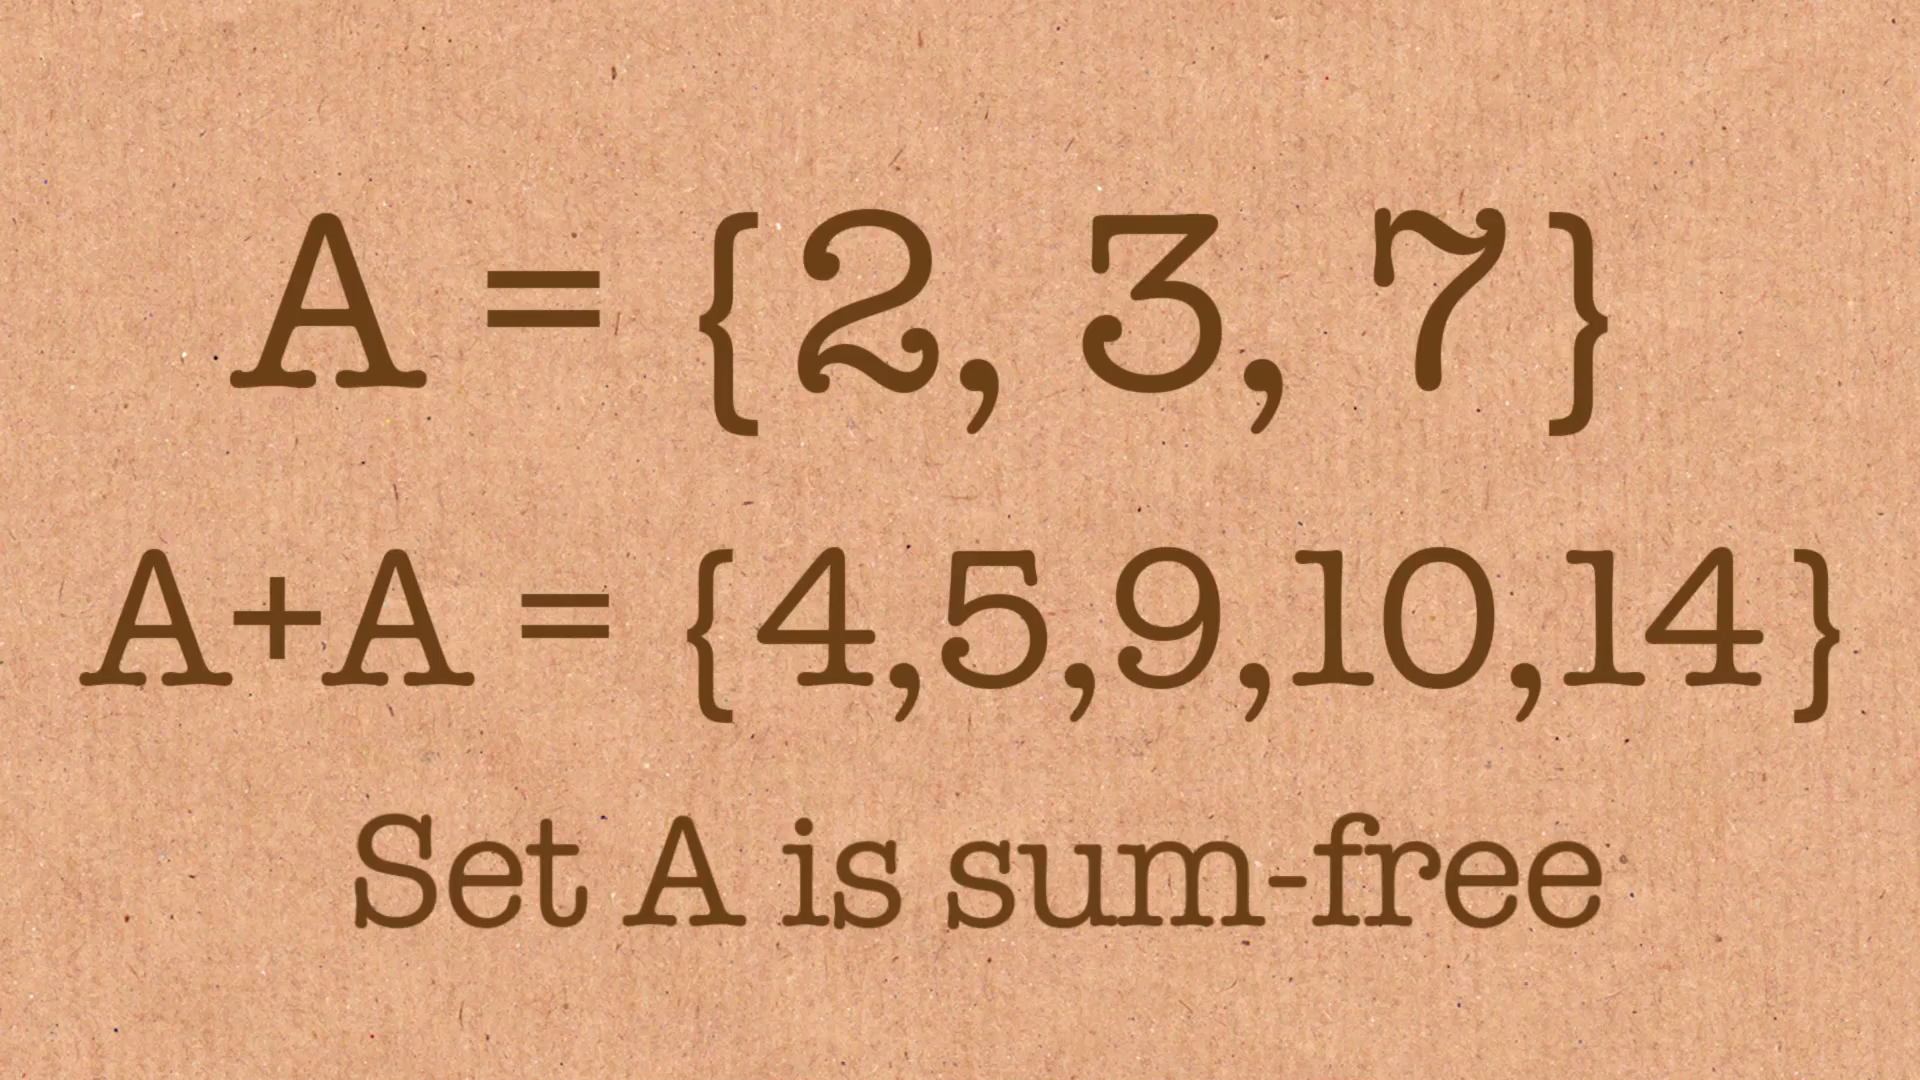 A = {2, 3, 7}
A+A = {4,5,9,10,14}
Set A is sum-free